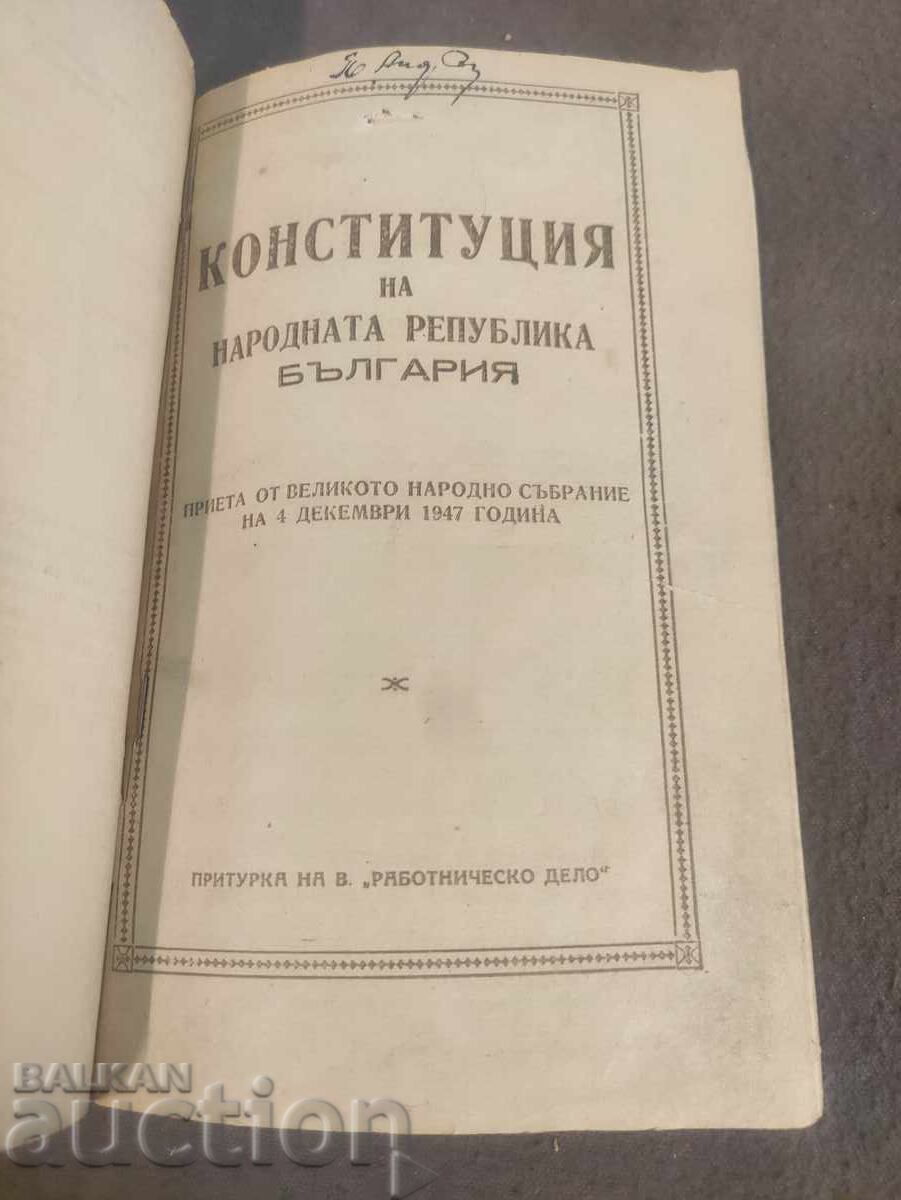 КОНСТИТУЦИЯ
НА
НАРОДНАТА РЕПУБЛИКА
БЪЛГАРИЯ
ПРИЕТА ОТ ВЕЛИКОТО НАРОДНО СЪБРАНИЕ
НА 4 ДЕКЕМВРИ 1947 ГОДИНА
ПРИТУРКА НА В. „РАБОТНИЧЕСКО ДЕЛО“
BALKAN
auction